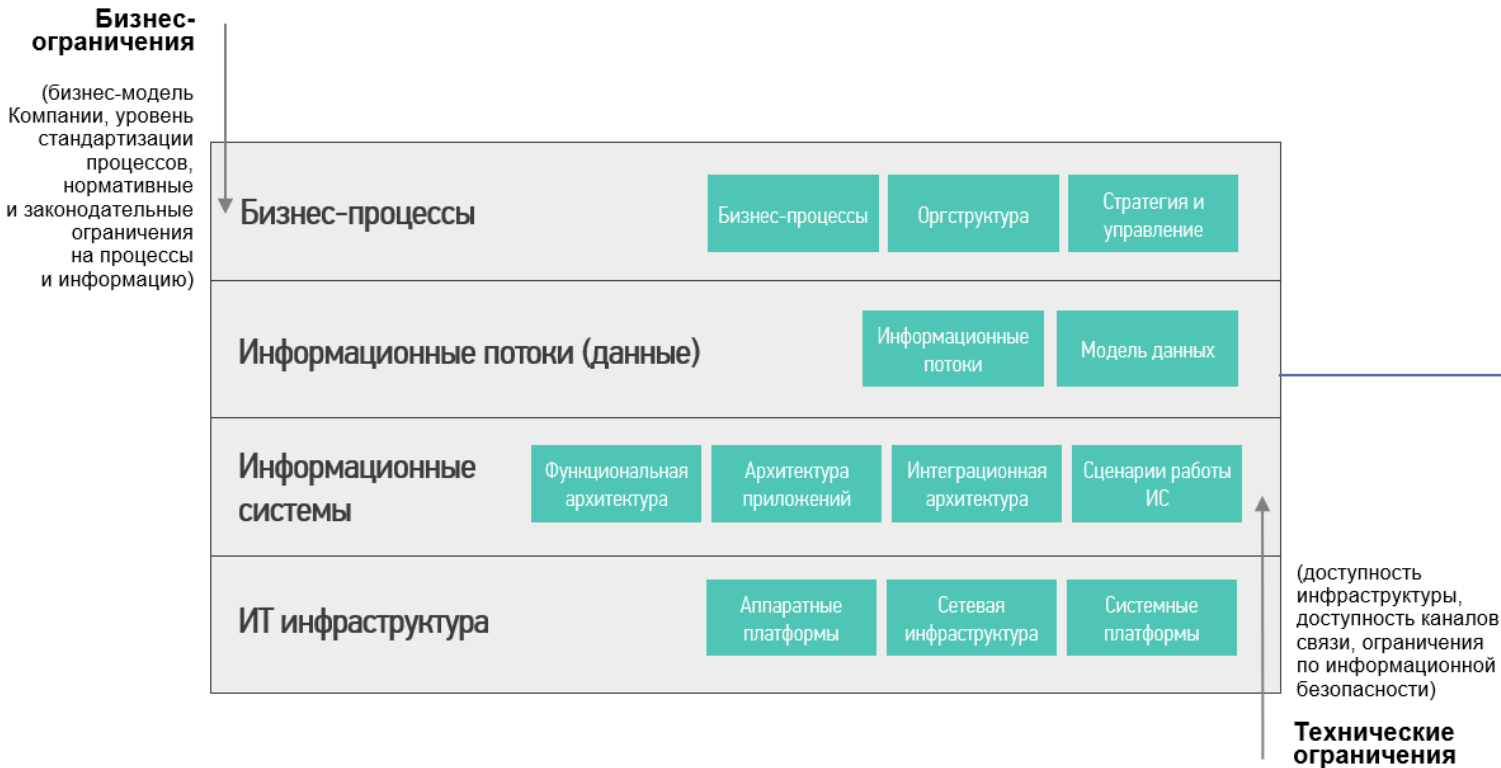 Бизнес-
ограничения
(бизнес-модель
Компании, уровень
стандартизации
процессов,
нормативные
и законодательные
ограничения
на процессы
и информацию)
Бизнес-процессы
Бизнес-процессы
Оргструктура
Стратегия и
управление
Информационные потоки (данные)
Информационные
потоки
Модель данных
Информационные
системы
Функциональная
архитектура
Архитектура
приложений
Интеграционная
архитектура
Сценарии работы
ИС
ИТ инфраструктура
Аппаратные
платформы
Сетевая
инфраструктура
Системные
платформы
(доступность
инфраструктуры,
доступность каналов
связи, ограничения
по информационной
безопасности)
Технические
ограничения